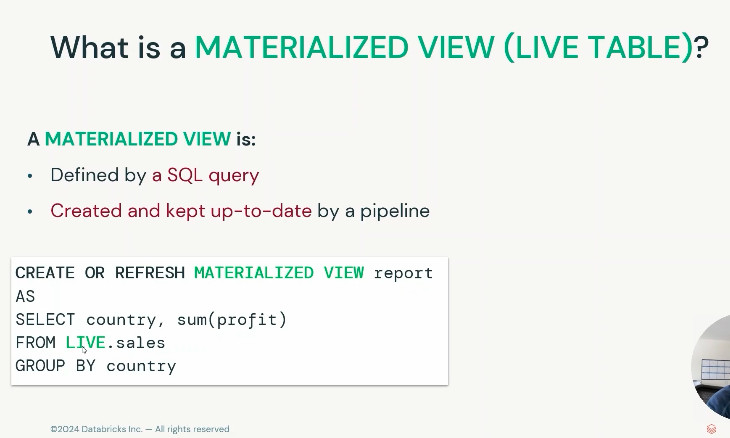 What is a MATERIALIZED VIEW (LIVE TABLE)?
A MATERIALIZED VIEW is:
• Defined by a SQL query
• Created and kept up-to-date by a pipeline
CREATE OR REFRESH MATERIALIZED VIEW report
AS
SELECT country, sum(profit)
FROM LIVE.sales
GROUP BY country
©2024 Databricks Inc. — All rights reserved